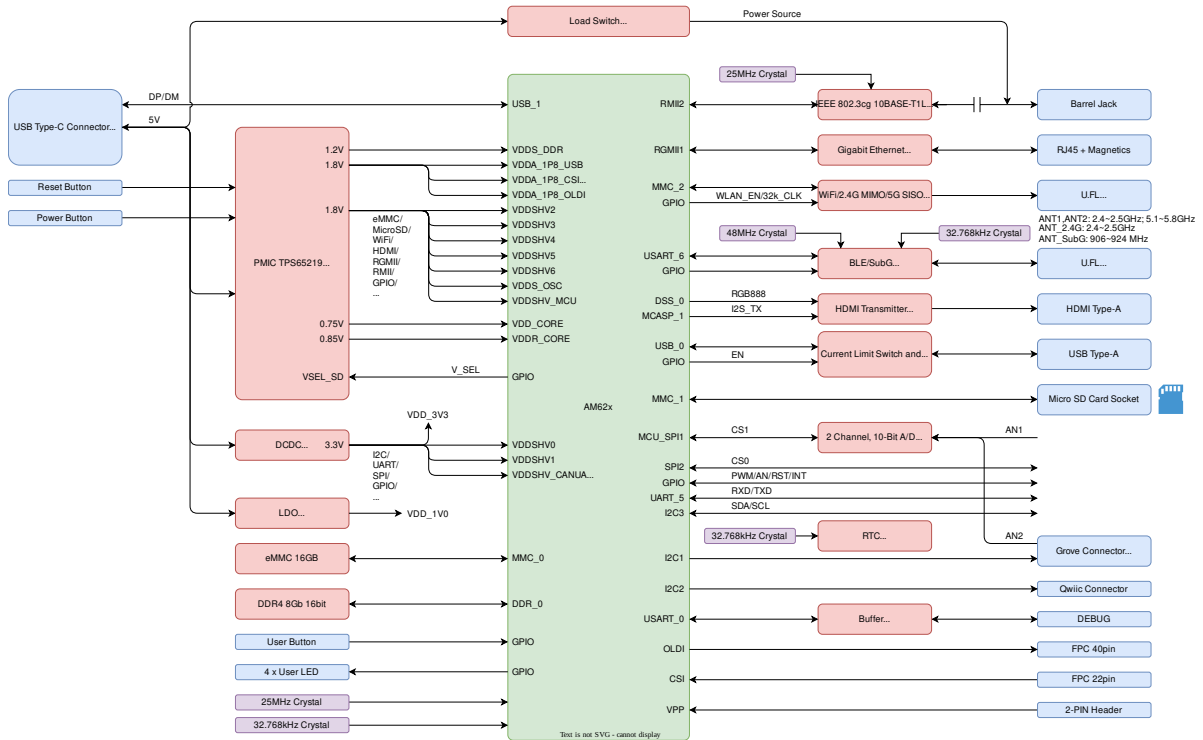 Load Switch...
Power Source
25MHz Crystal
USB Type-C Connector...
DP/DM
5V
USB_1
RMII2
IEEE 802.3cg 10BASE-T1L...
Barrel Jack
1.2V
VDDS_DDR
RGMII1
Gigabit Ethernet...
RJ45 + Magnetics
1.8V
VDDA_1P8_USB
VDDA_1P8_CSI...
VDDA_1P8_OLDI
Reset Button
Power Button
MMC_2
GPIO
WLAN_EN/32k_CLK
WiFi/2.4G MIMO/5G SISO...
U.FL...
ANT1,ANT2: 2.4~2.5GHz; 5.1~5.8GHz
ANT_2.4G: 2.4~2.5GHz
ANT_SubG: 906~924 MHz
1.8V
VDDSHV2
VDDSHV3
VDDSHV4
VDDSHV5
VDDSHV6
VDDS_OSC
VDDSHV_MCU
eMMC/
MicroSD/
WiFi/
HDMI/
RGMII/
RMII/
GPIO/
...
PMIC TPS65219...
48MHz Crystal
32.768kHz Crystal
USART_6
GPIO
BLE/SubG...
U.FL...
DSS_0
RGB888
MCASP_1
I2S_TX
HDMI Transmitter...
HDMI Type-A
0.75V
VDD_CORE
0.85V
VDDR_CORE
USB_0
GPIO
EN
Current Limit Switch and...
USB Type-A
VSEL_SD
V_SEL
GPIO
AM62x
MMC_1
Micro SD Card Socket
VDD_3V3
DCDC...
3.3V
VDDSHV0
VDDSHV1
VDDSHV_CANUA...
I2C/
UART/
SPI/
GPIO/
...
MCU_SPI1
CS1
2 Channel, 10-Bit A/D...
AN1
SPI2
CS0
GPIO
PWM/AN/RST/INT
UART_5
RXD/TXD
I2C3
SDA/SCL
LDO...
VDD_1V0
32.768kHz Crystal
RTC...
AN2
Grove Connector...
eMMC 16GB
MMC_0
I2C1
I2C2
Qwiic Connector
DDR4 8Gb 16bit
DDR_0
USART_0
Buffer...
DEBUG
User Button
GPIO
OLDI
FPC 40pin
4 x User LED
GPIO
CSI
FPC 22pin
25MHz Crystal
VPP
2-PIN Header
32.768kHz Crystal
Text is not SVG - cannot display